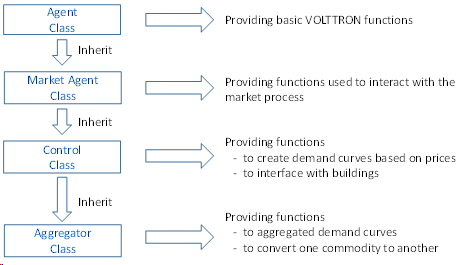 Agent
Class
Providing basic VOLTTRON functions
Inherit
Market Agent
Class
Providing functions used to interact with the
market process
Inherit
Control
Class
Providing functions
- to create demand curves based on prices
- to interface with buildings
Inherit
Aggregator
Class
Providing functions
- to aggregated demand curves
- to convert one commodity to another